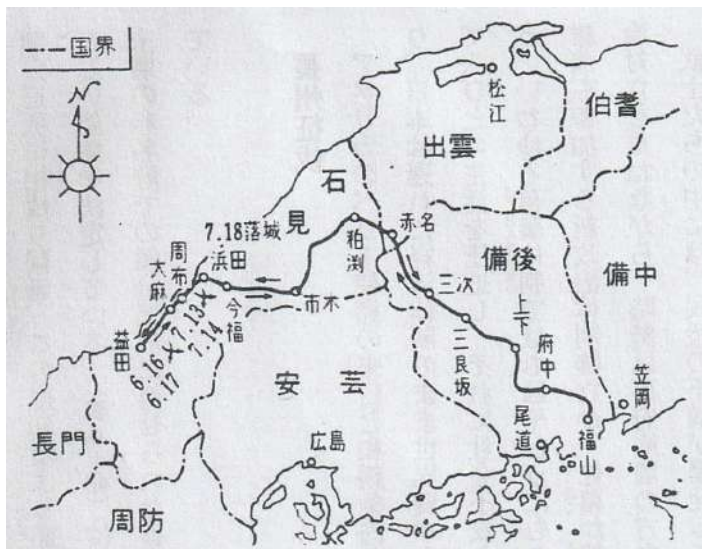 国界
N
伯耆
松江
出雲
石見
7.18落城
周布
浜田
大麻
益田
6.16
6.17
7.13
7.14
今福
市木
粕渕
赤名
三次
三良坂
上下
府中
備後
備中
笠岡
福山
尾道
安芸
広島
長門
周防